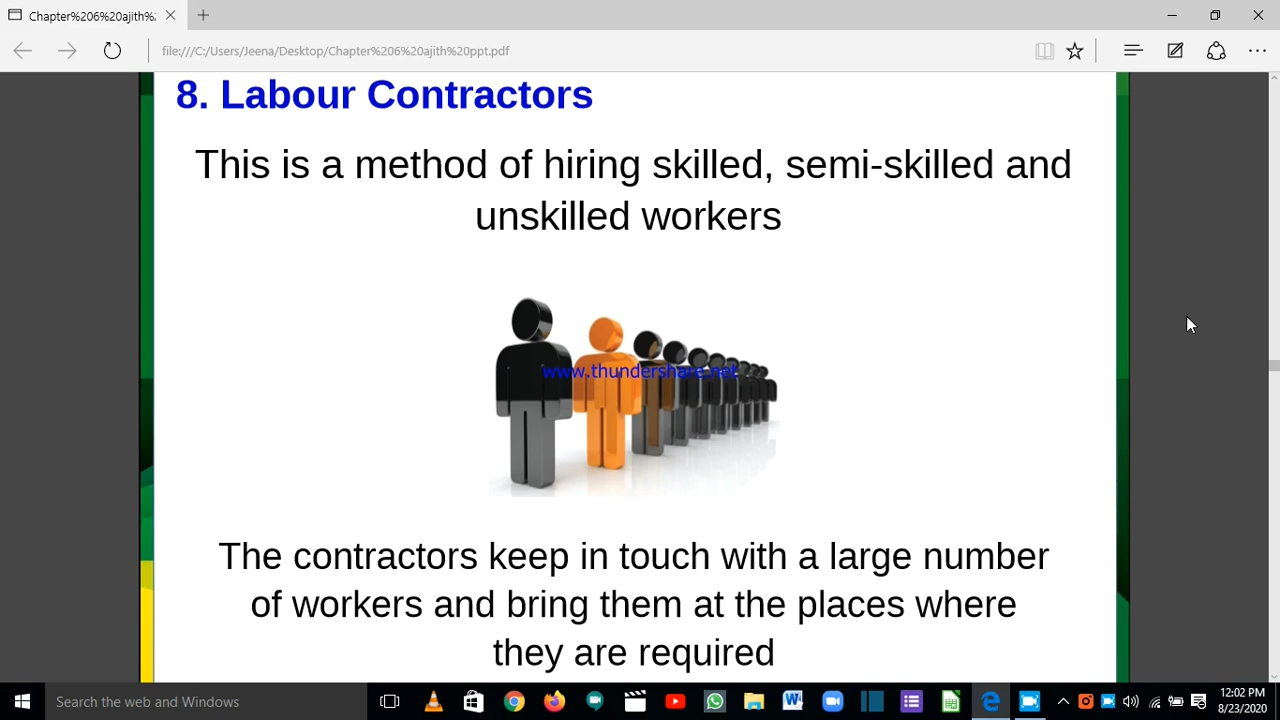 Chapter%206%20ajith%
file:///C:/Users/Jeena/Desktop/Chapter%206%20ajith%20ppt.pdf
8. Labour Contractors
This is a method of hiring skilled, semi-skilled and
unskilled workers
www.thundershare.net
The contractors keep in touch with a large number
of workers and bring them at the places where
they are required
Search the web and Windows
12:02 PM
8/23/2020